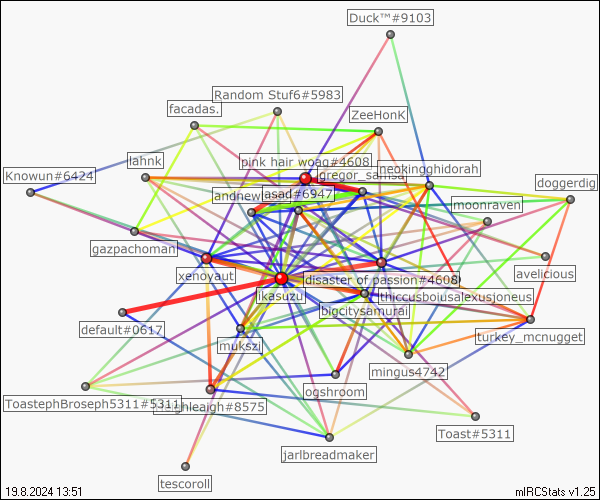 Duck™#9103
Random Stuf6#5983
facadas.
ZeeHonK
lahnk
pink hair woag#4608
gregor_samsa
neokingghidorah
Knowun#6424
andnew
asad#6947
doggerdig
moonraven
gazpachoman
xenoyaut
disaster of passion#4608
avelicious
likasuzu
thiccusboiusalexusjoneus
bigcitysamurai
default#0617
mukszi
turkey_mcnugget
mingus4742
ogshroom
ToastephBroseph5311#5311
highleigh#8575
Toast#5311
jarlbreadmaker
tescoroll
19.8.2024 13:51
mIRCStats v1.25